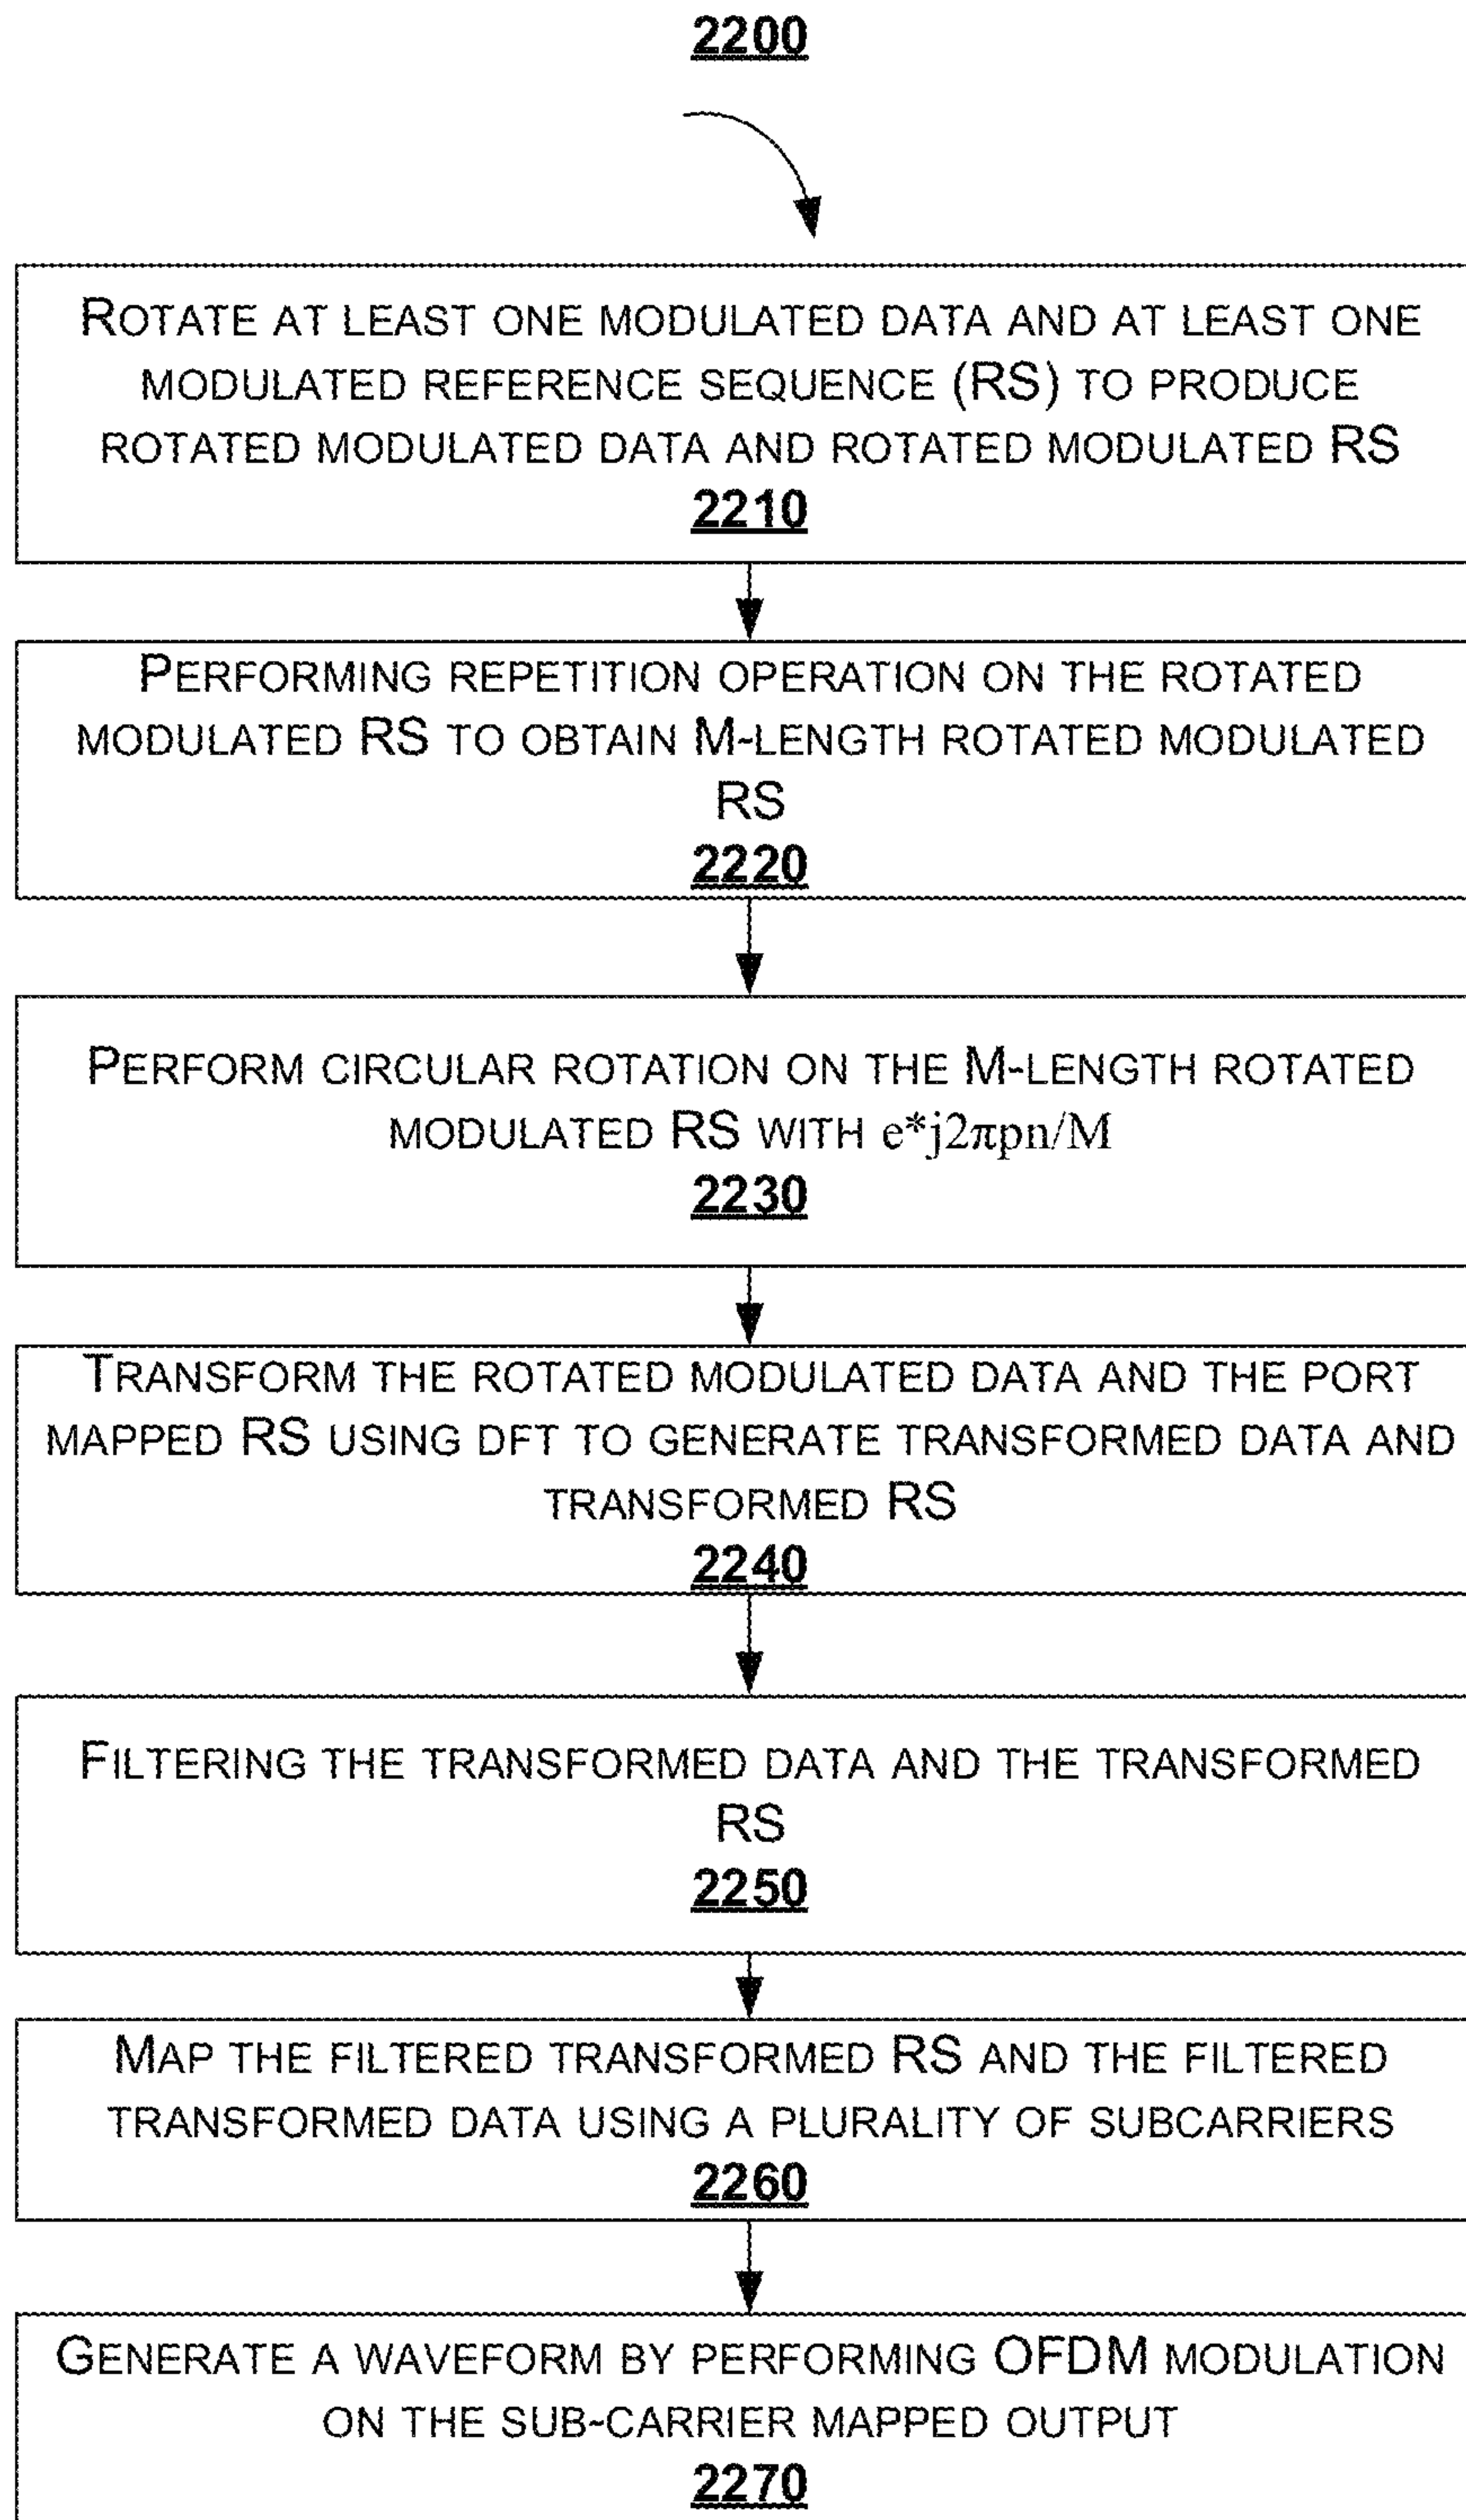 2200
ROTATE AT LEAST ONE MODULATED DATA AND AT LEAST ONE
MODULATED REFERENCE SEQUENCE (RS) TO PRODUCE
ROTATED MODULATED DATA AND ROTATED MODULATED RS
2210
PERFORMING REPETITION OPERATION ON THE ROTATED
MODULATED RS TO OBTAIN M-LENGTH ROTATED MODULATED
RS
2220
PERFORM CIRCULAR ROTATION ON THE M-LENGTH ROTATED
MODULATED RS WITH e*j2πpn/M
2230
TRANSFORM THE ROTATED MODULATED DATA AND THE PORT
MAPPED RS USING DFT TO GENERATE TRANSFORMED DATA AND
TRANSFORMED RS
2240
FILTERING THE TRANSFORMED DATA AND THE TRANSFORMED
RS
2250
MAP THE FILTERED TRANSFORMED RS AND THE FILTERED
TRANSFORMED DATA USING A PLURALITY OF SUBCARRIERS
2260
GENERATE A WAVEFORM BY PERFORMING OFDM MODULATION
ON THE SUB-CARRIER MAPPED OUTPUT
2270